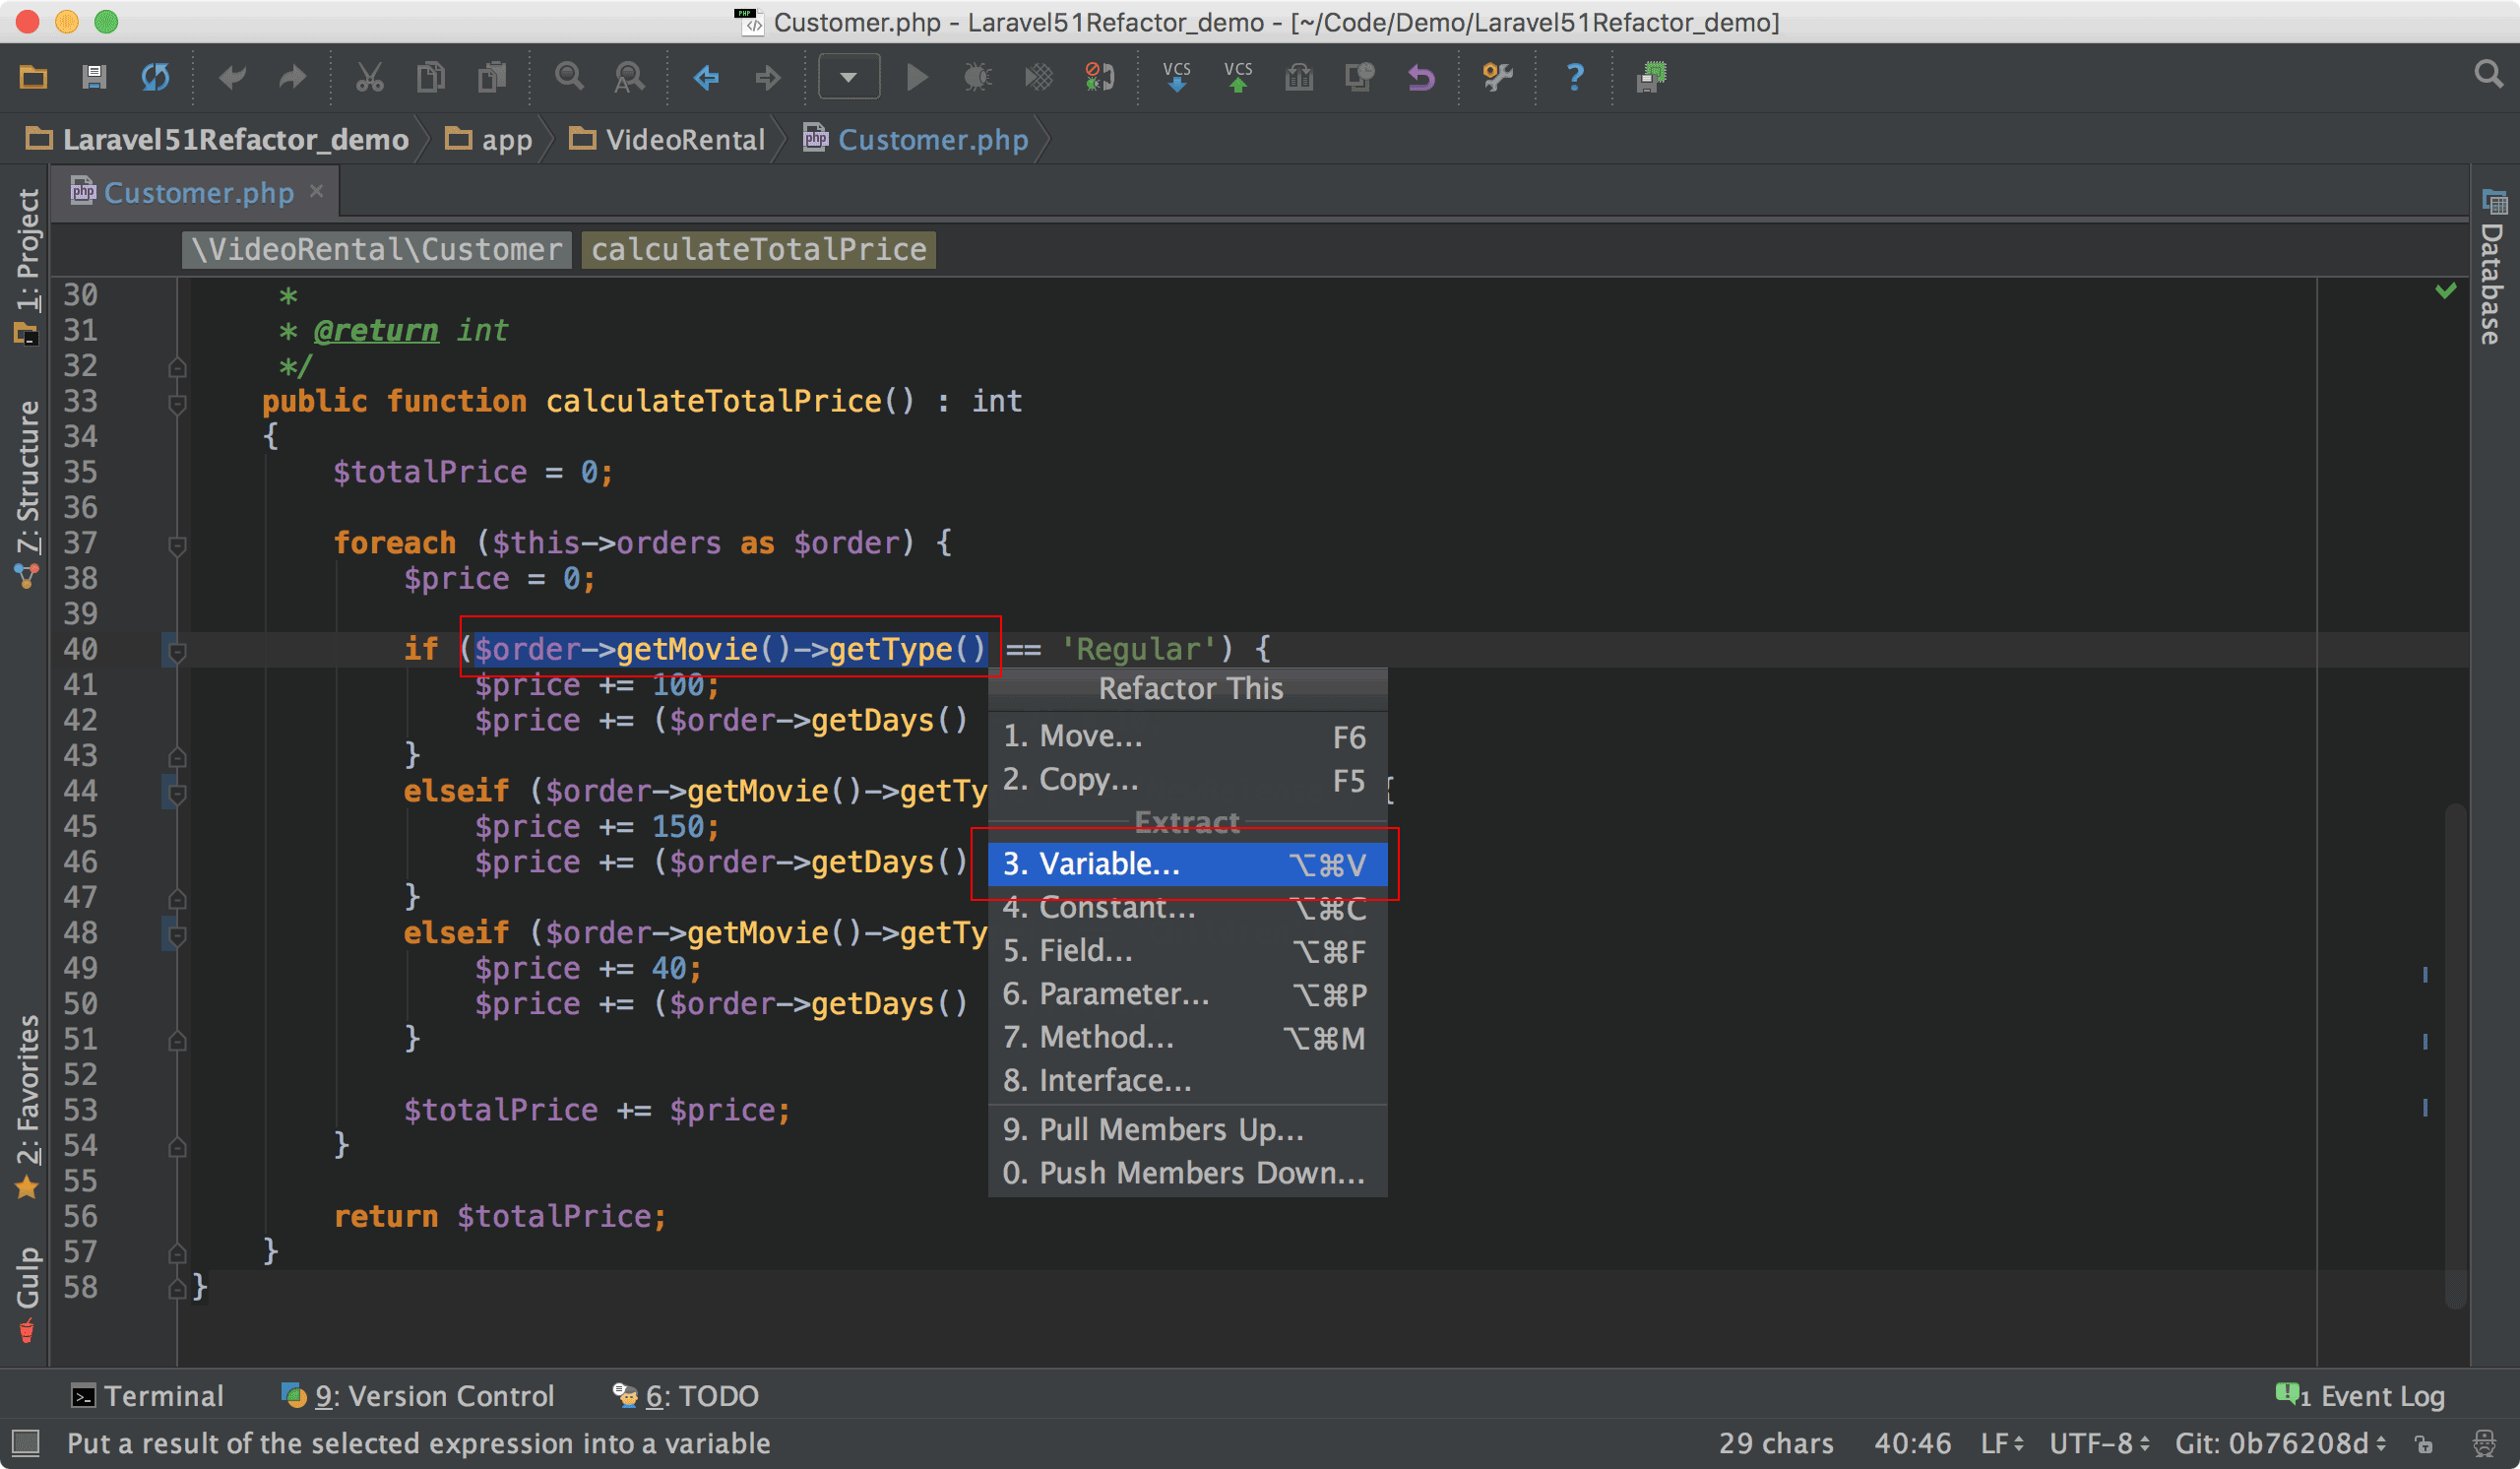 Customer.php - Laravel51Refactor_demo - [~/Code/Demo/Laravel51Refactor_demo]
VCS VCS ?
Laravel51Refactor_demo app VideoRental Customer.php
Customer.php
\VideoRental\Customer calculateTotalPrice
1: Project
7: Structure
2: Favorites
Gulp
Database
30 *
31 * @return int
32 */
33 public function calculateTotalPrice() : int
34 {
35 $totalPrice = 0;
36
37 foreach ($this->orders as $order) {
38 $price = 0;
39
40 if ($order->getMovie()->getType() == 'Regular') {
41 $price += 100;
42 $price += ($order->getDays()
43 }
44 elseif ($order->getMovie()->getTy {
45 $price += 150;
46 $price += ($order->getDays()
47 }
48 elseif ($order->getMovie()->getTy
49 $price += 40;
50 $price += ($order->getDays()
51 }
52
53 $totalPrice += $price;
54 }
55
56 return $totalPrice;
57 }
58 }
Refactor This
1. Move... F6
2. Copy... F5
Extract
3. Variable... ⌥⌘V
4. Constant... ⌥⌘C
5. Field... ⌥⌘F
6. Parameter... ⌥⌘P
7. Method... ⌥⌘M
8. Interface...
9. Pull Members Up...
0. Push Members Down...
Terminal 9: Version Control 6: TODO 1 Event Log
Put a result of the selected expression into a variable 29 chars 40:46 LF UTF-8 Git: 0b76208d